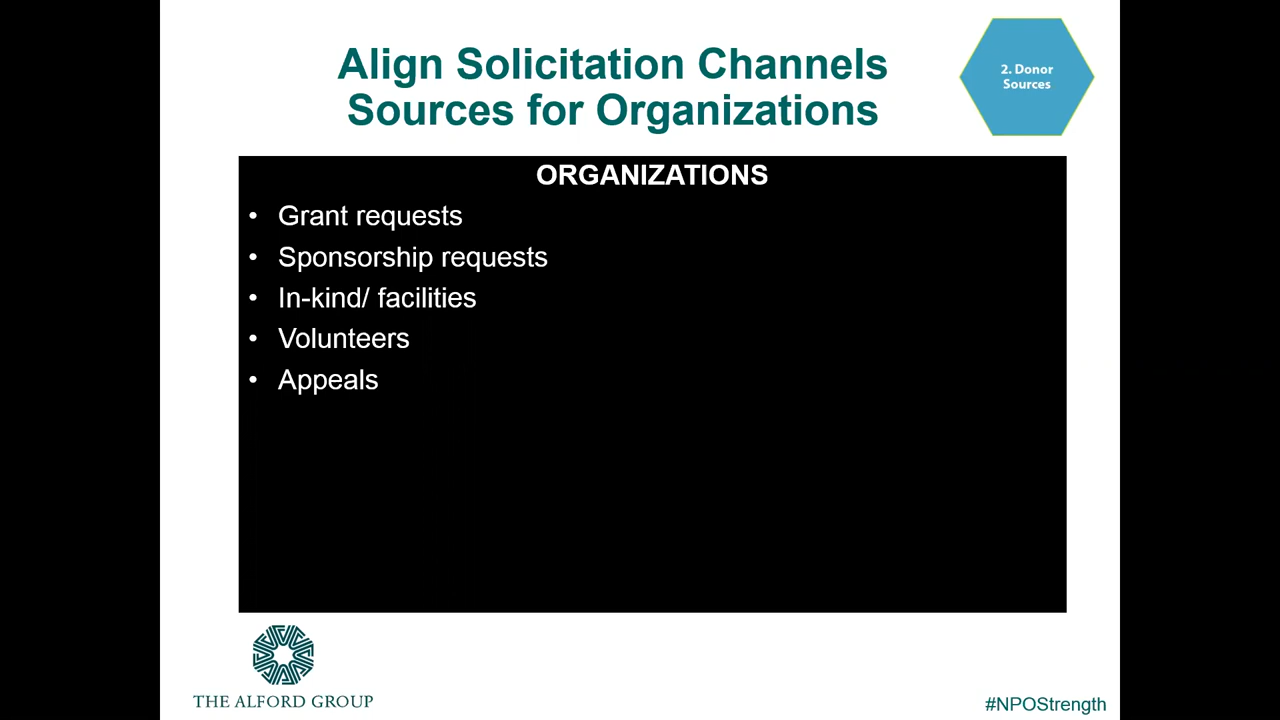 Align Solicitation Channels
Sources for Organizations
2. Donor
Sources
ORGANIZATIONS
• Grant requests
• Sponsorship requests
• In-kind/ facilities
• Volunteers
• Appeals
THE ALFORD GROUP
#NPOStrength